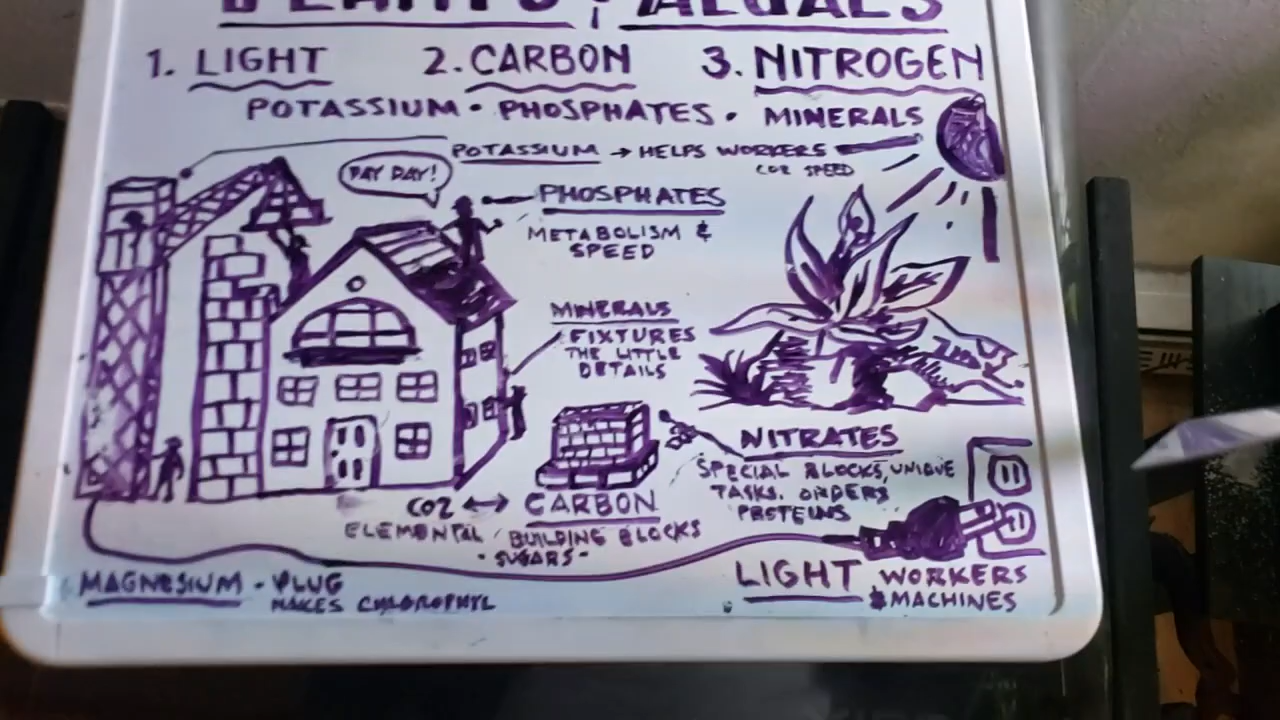 PLANTS & ALGAES
1. LIGHT 2. CARBON 3. NITROGEN
POTASSIUM • PHOSPHATES • MINERALS
POTASSIUM → HELPS WORKERS
CO2 SPEED
PAY DAY!
PHOSPHATES
METABOLISM &
SPEED
MINERALS
FIXTURES
THE LITTLE
DETAILS
NITRATES
SPECIAL BLOCKS, UNIQUE
TASKS. ORDERS
PROTEINS
CO2 ↔ CARBON
ELEMENTAL / BUILDING BLOCKS
- SUGARS -
MAGNESIUM - PLUG
MAKES CHLOROPHYL
LIGHT WORKERS
& MACHINES